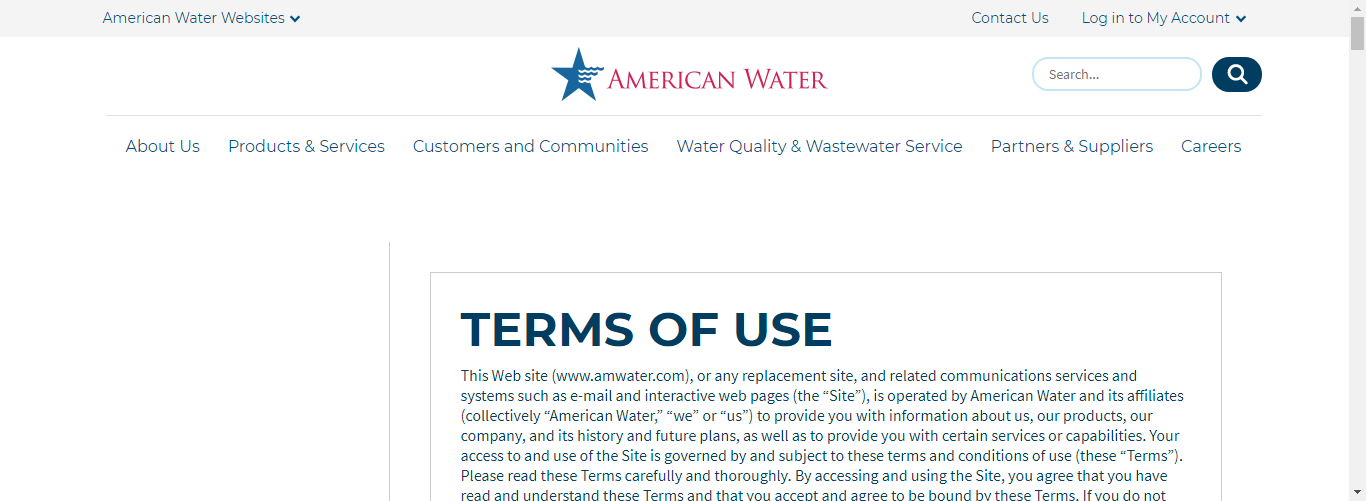 American Water Websites
Contact Us
Log in to My Account
AMERICAN WATER
Search...
About Us
Products & Services
Customers and Communities
Water Quality & Wastewater Service
Partners & Suppliers
Careers
TERMS OF USE
This Web site (www.amwater.com), or any replacement site, and related communications services and
systems such as e-mail and interactive web pages (the “Site”), is operated by American Water and its affiliates
(collectively “American Water,” “we” or “us”) to provide you with information about us, our products, our
company, and its history and future plans, as well as to provide you with certain services or capabilities. Your
access to and use of the Site is governed by and subject to these terms and conditions of use (these “Terms”).
Please read these Terms carefully and thoroughly. By accessing and using the Site, you agree that you have
read and understand these Terms and that you accept and agree to be bound by these Terms. If you do not